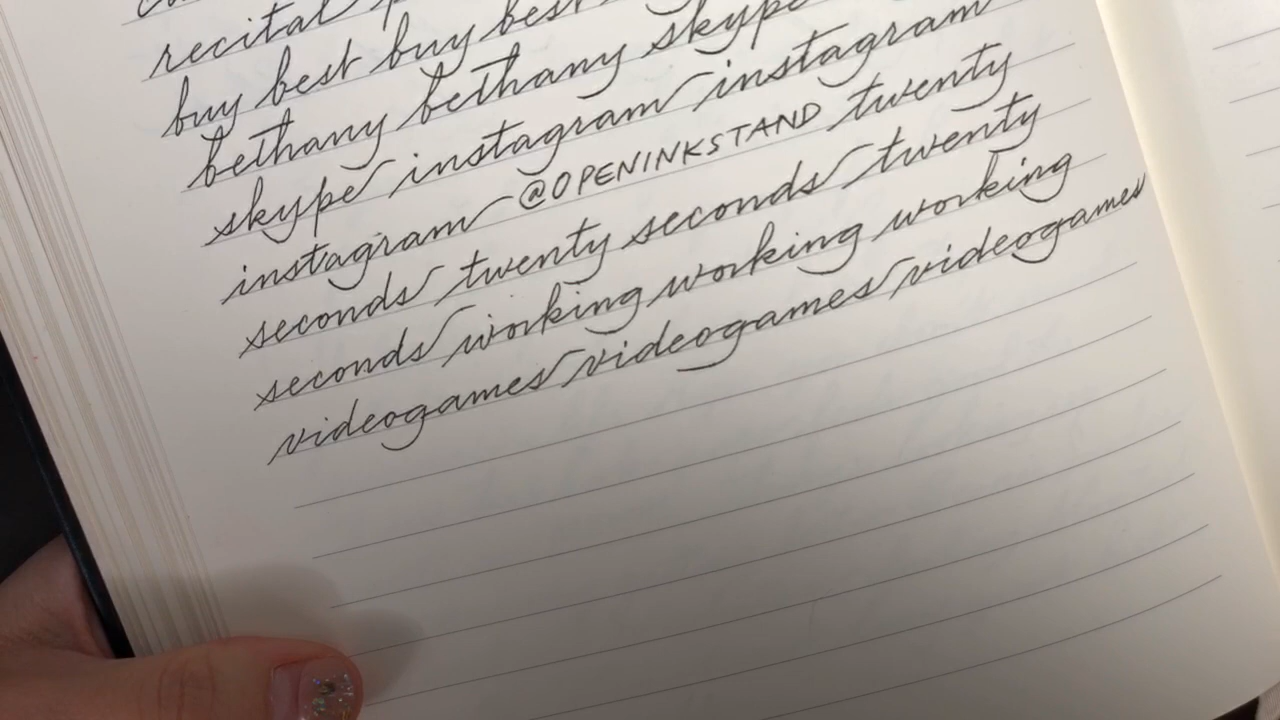 recital
buy best buy best
bethany bethany skype
skype instagram instagram
instagram @OPENINKSTAND twenty
seconds twenty seconds twenty
seconds working working working
videogames videogames videogames